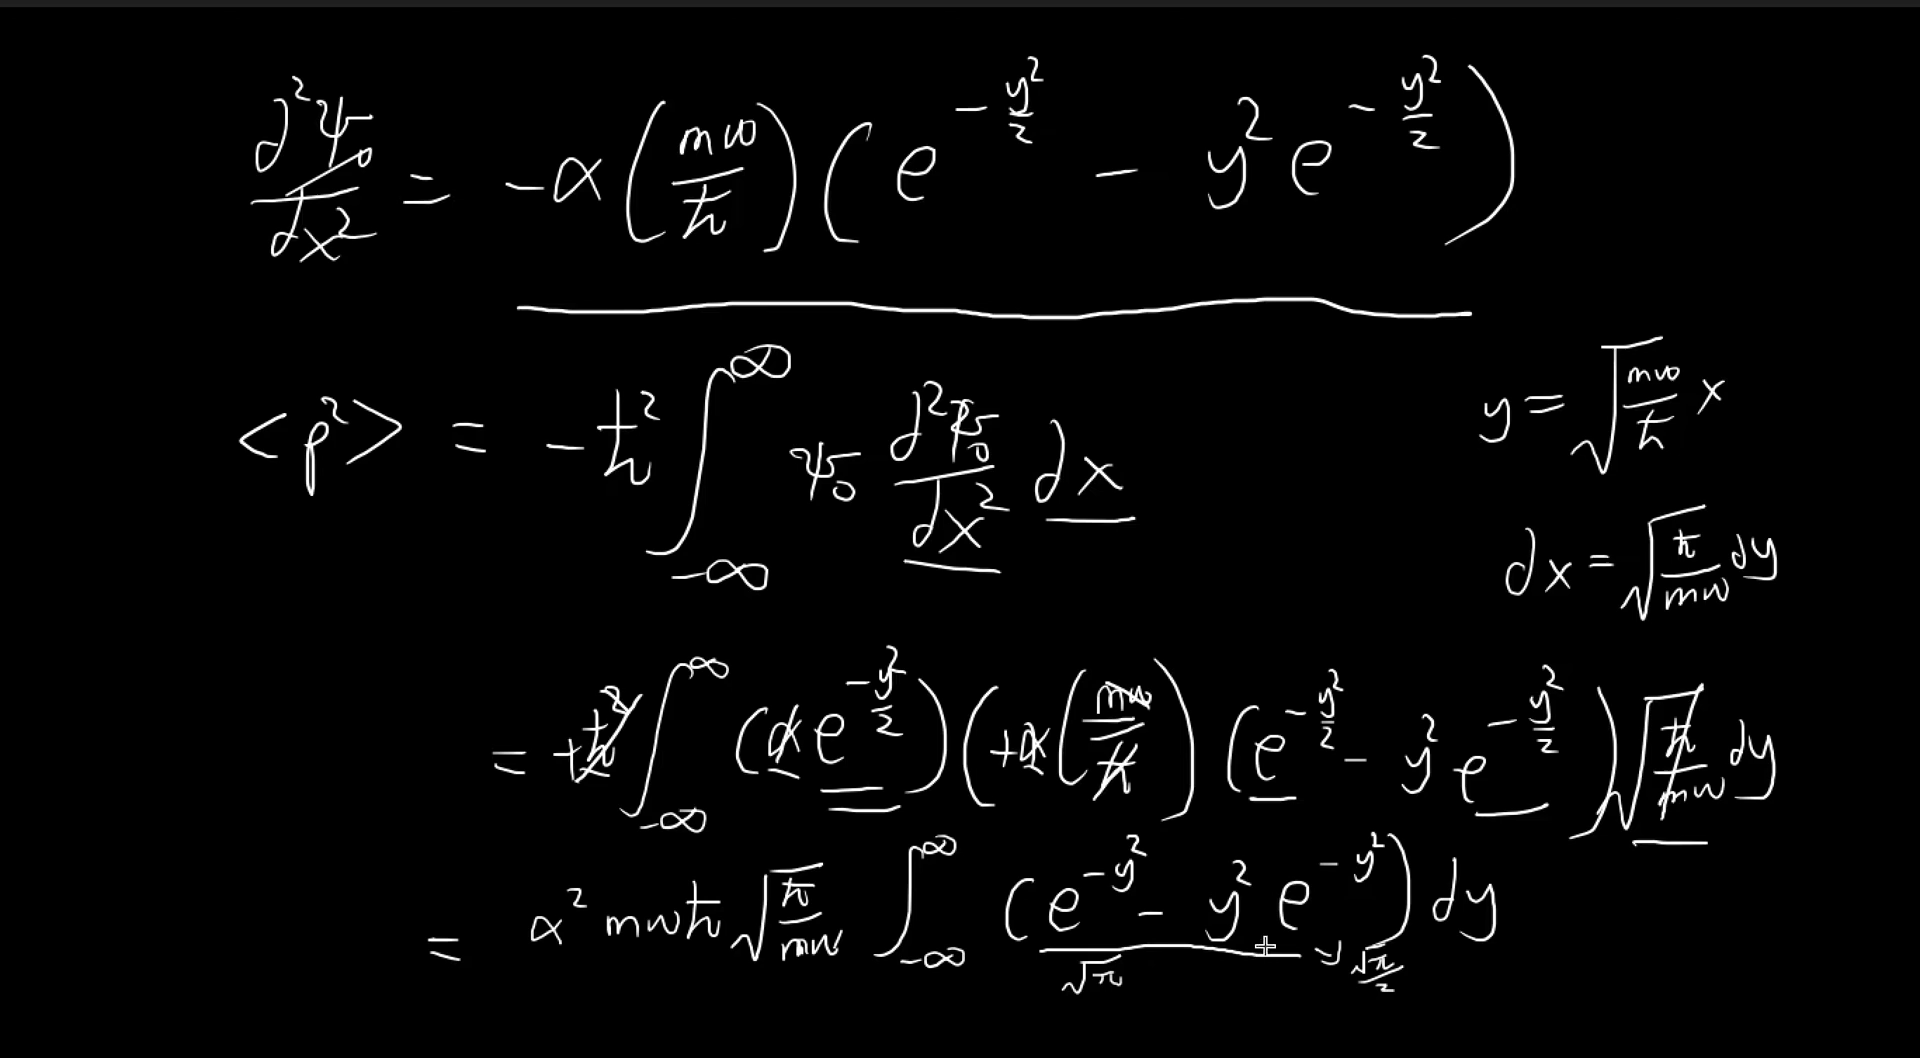 d²ψ₀/dx² = -α(mω/ħ)(e^(-y²/2) - y²e^(-y²/2))
<p²> = -ħ² ∫_{-∞}^{∞} ψ₀ d²ψ₀/dx² dx
y = √(mω/ħ) x
dx = √(ħ/mω) dy
= +ħ² ∫_{-∞}^{∞} (αe^(-y²/2))(+α(mω/ħ)(e^(-y²/2) - y²e^(-y²/2)) √(ħ/mω) dy
= α² mωħ √(ħ/mω) ∫_{-∞}^{∞} (e^(-y²) - y²e^(-y²)) dy
√π √π/2